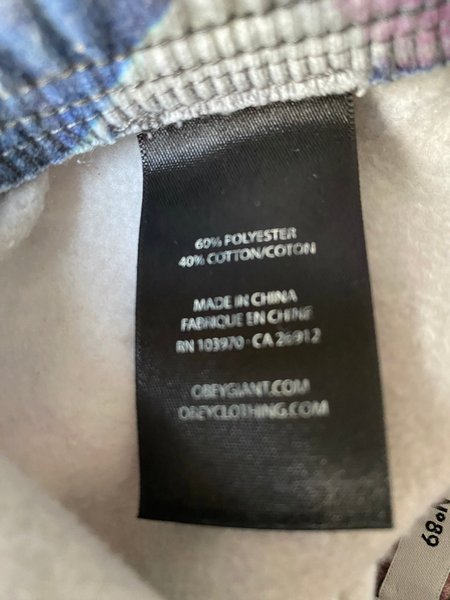 60% POLYESTER
40% COTTON/COTON
MADE IN CHINA
FABRIQUE EN CHINE
RN 103970 · CA 26912
OBEYGIANT.COM
OBEYCLOTHING.COM